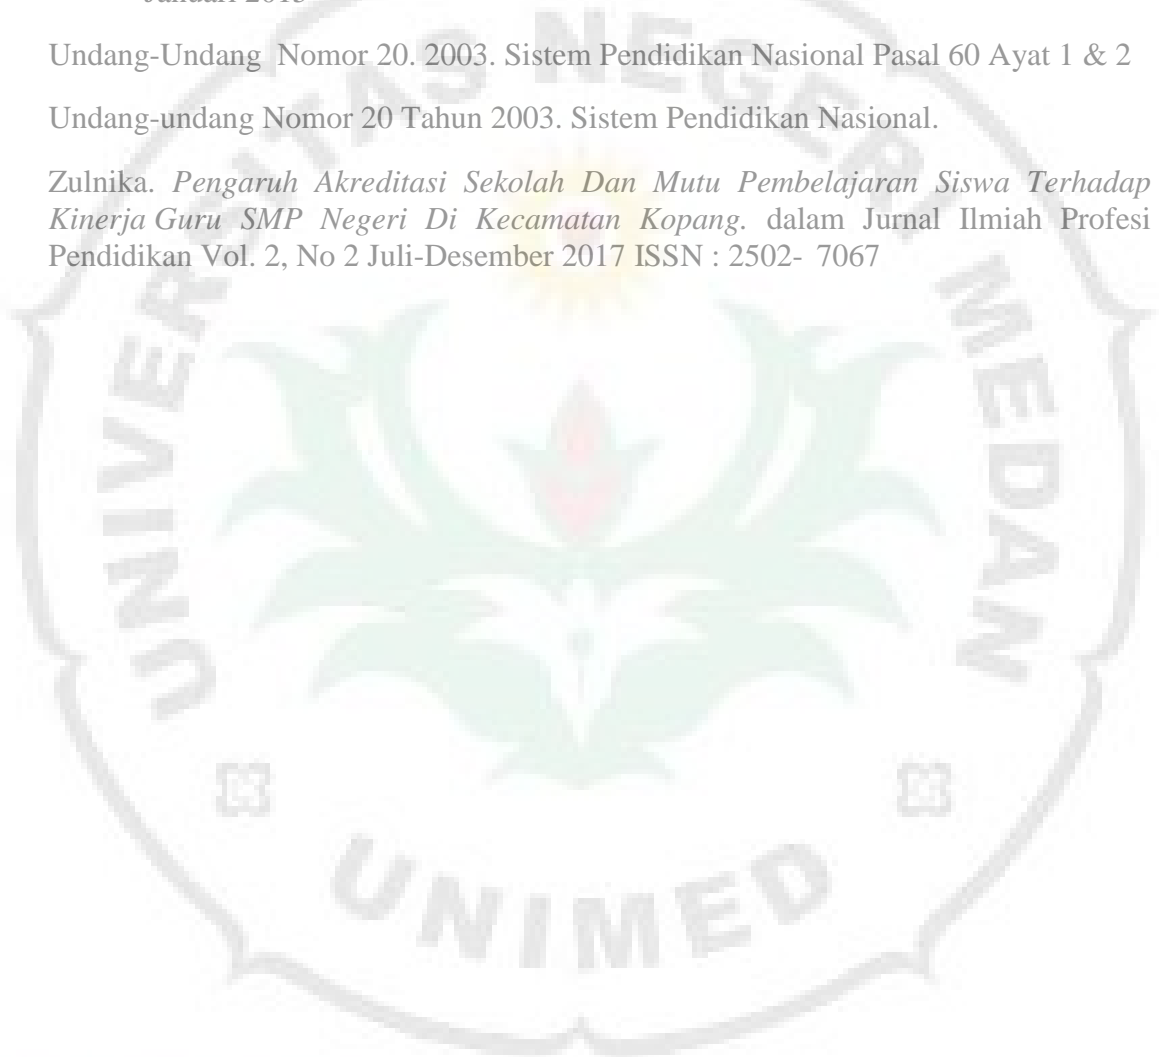 Januari 2015
Undang-Undang Nomor 20. 2003. Sistem Pendidikan Nasional Pasal 60 Ayat 1 & 2
Undang-undang Nomor 20 Tahun 2003. Sistem Pendidikan Nasional.
Zulnika. Pengaruh Akreditasi Sekolah Dan Mutu Pembelajaran Siswa Terhadap
Kinerja Guru SMP Negeri Di Kecamatan Kopang. dalam Jurnal Ilmiah Profesi
Pendidikan Vol. 2, No 2 Juli-Desember 2017 ISSN : 2502- 7067
UNIVERSITAS NEGERI MEDAN
UNIMED